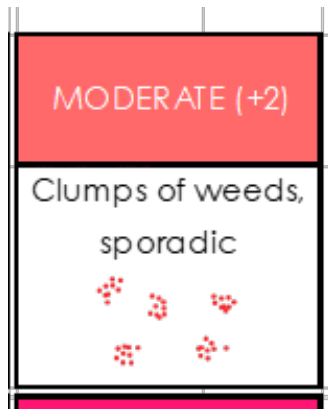 MODERATE (+2)
Clumps of weeds,
sporadic